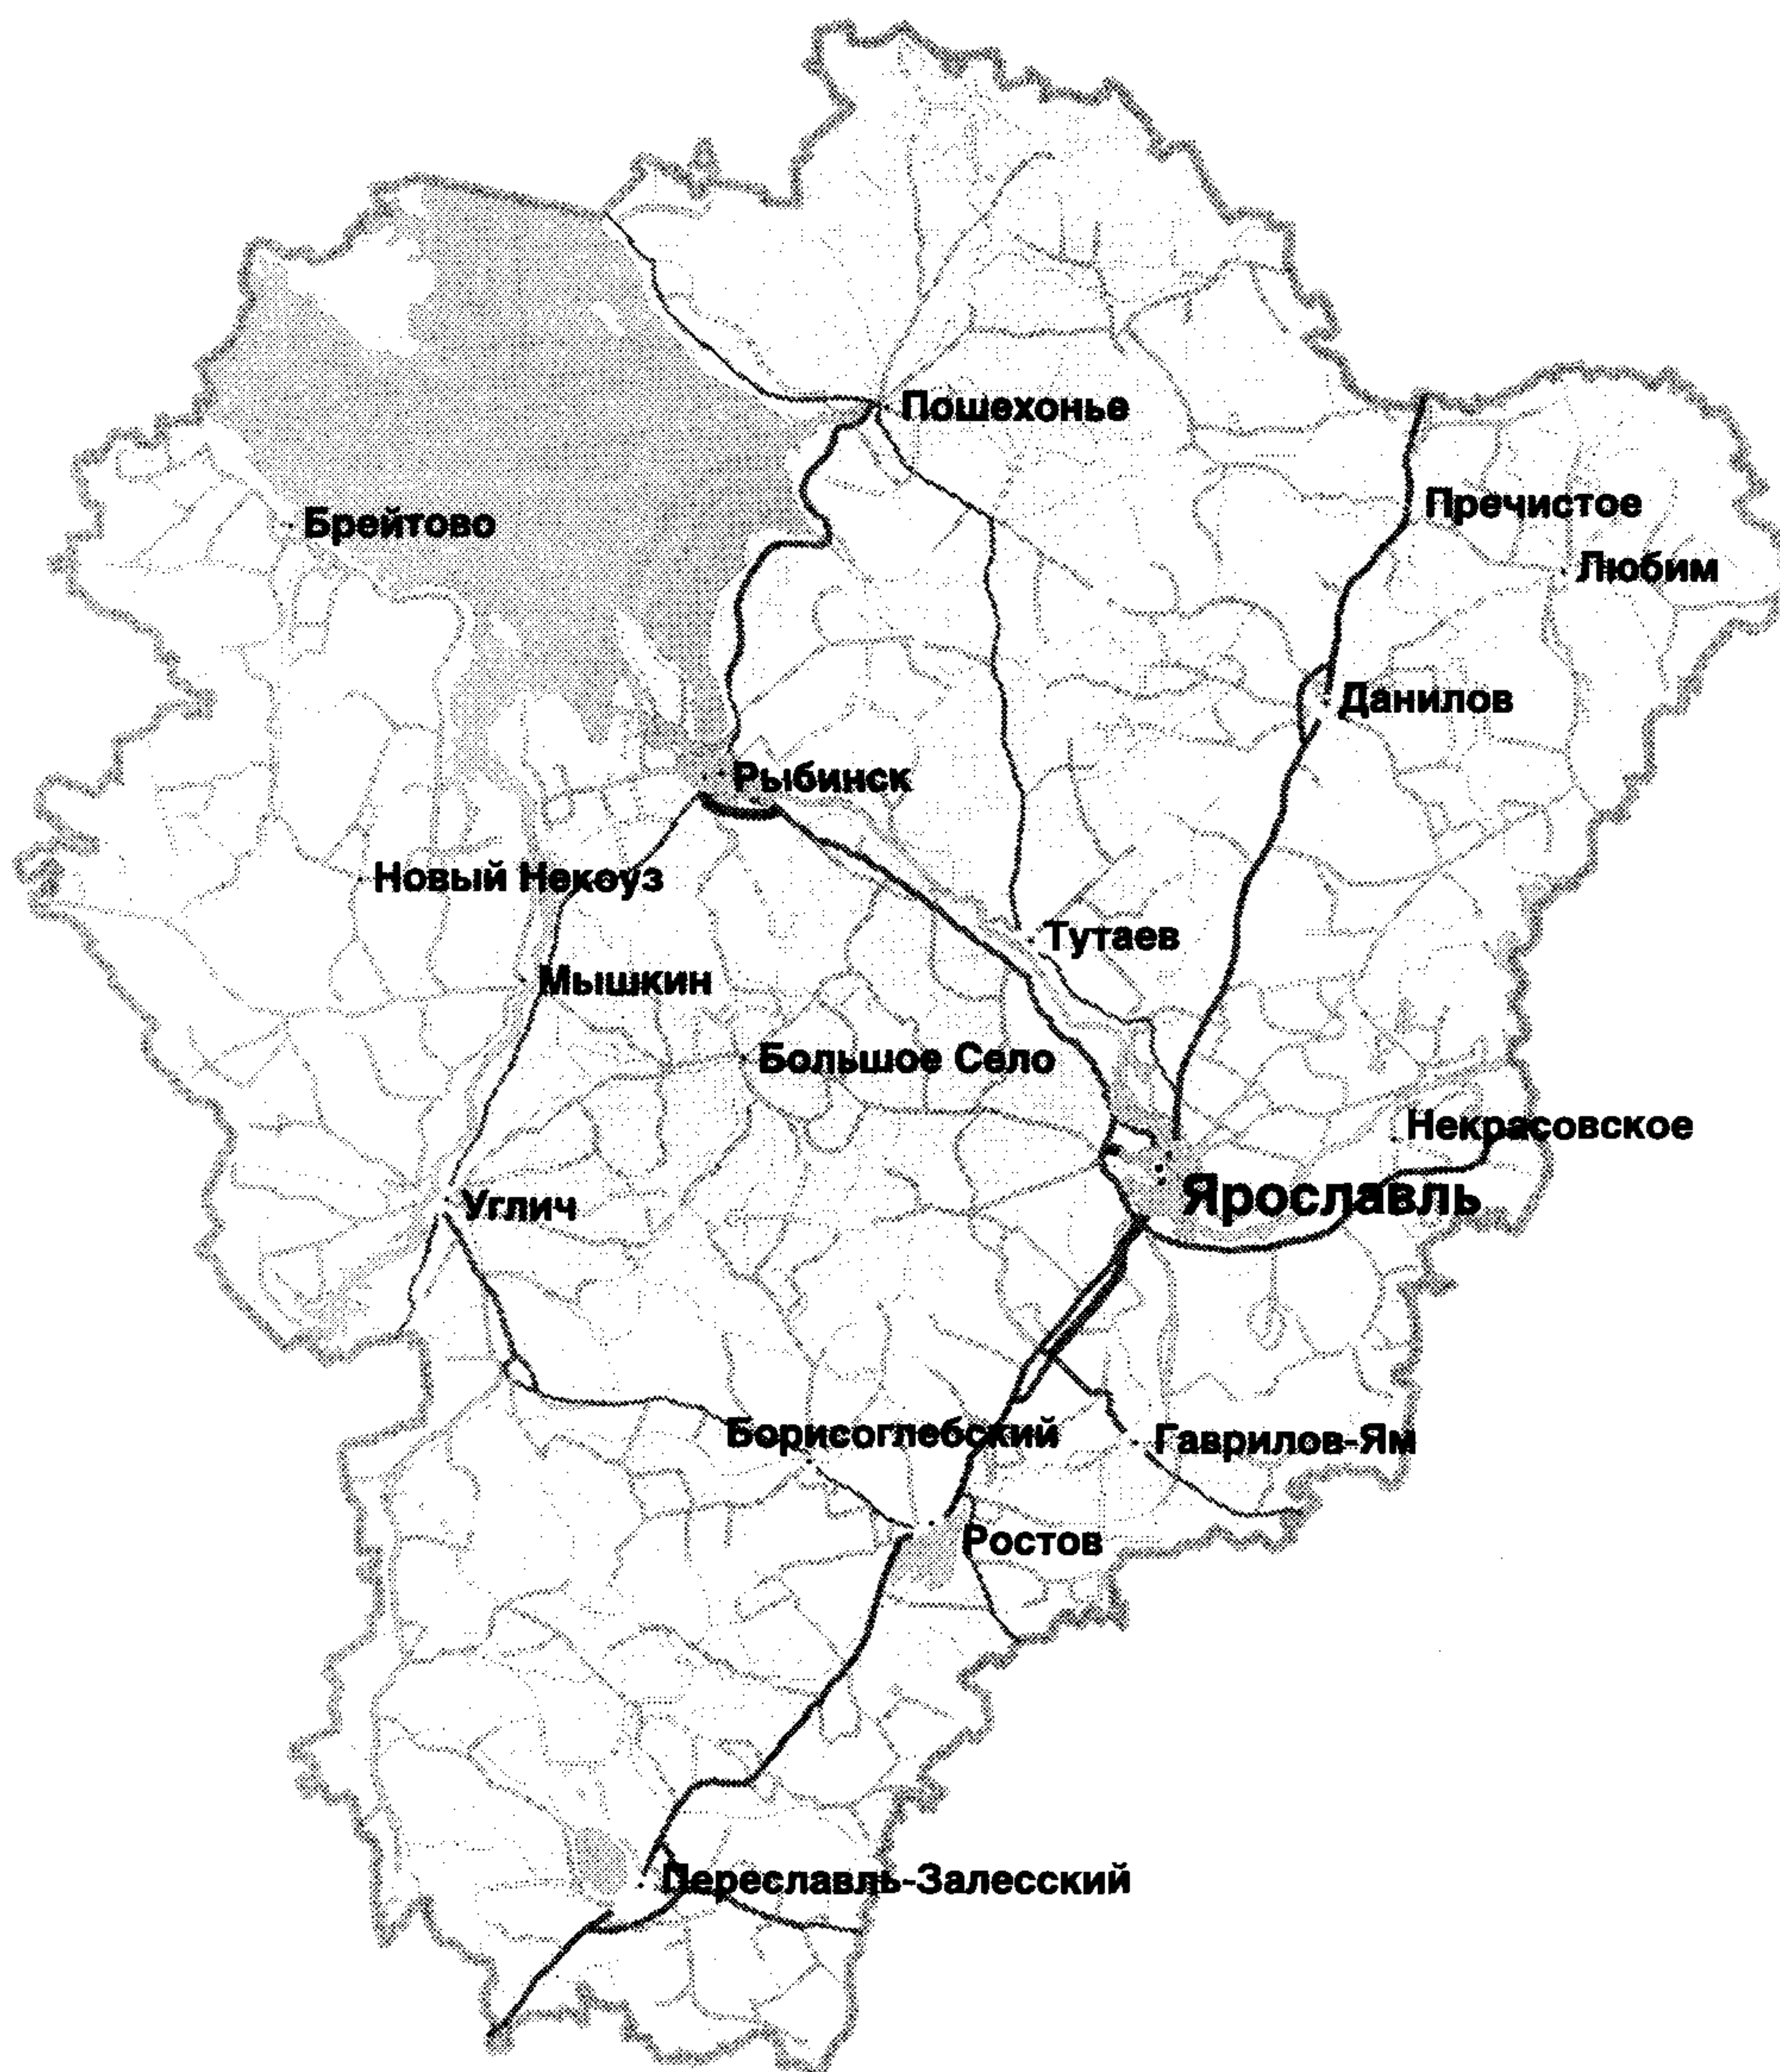 Пошехонье
Пречистое
Брейтово
Любим
Данилов
Рыбинск
Новый Некоуз
Тутаев
Мышкин
Большое Село
Некрасовское
Ярославль
Углич
Борисоглебский
Гаврилов-Ям
Ростов
Переславль-Залесский